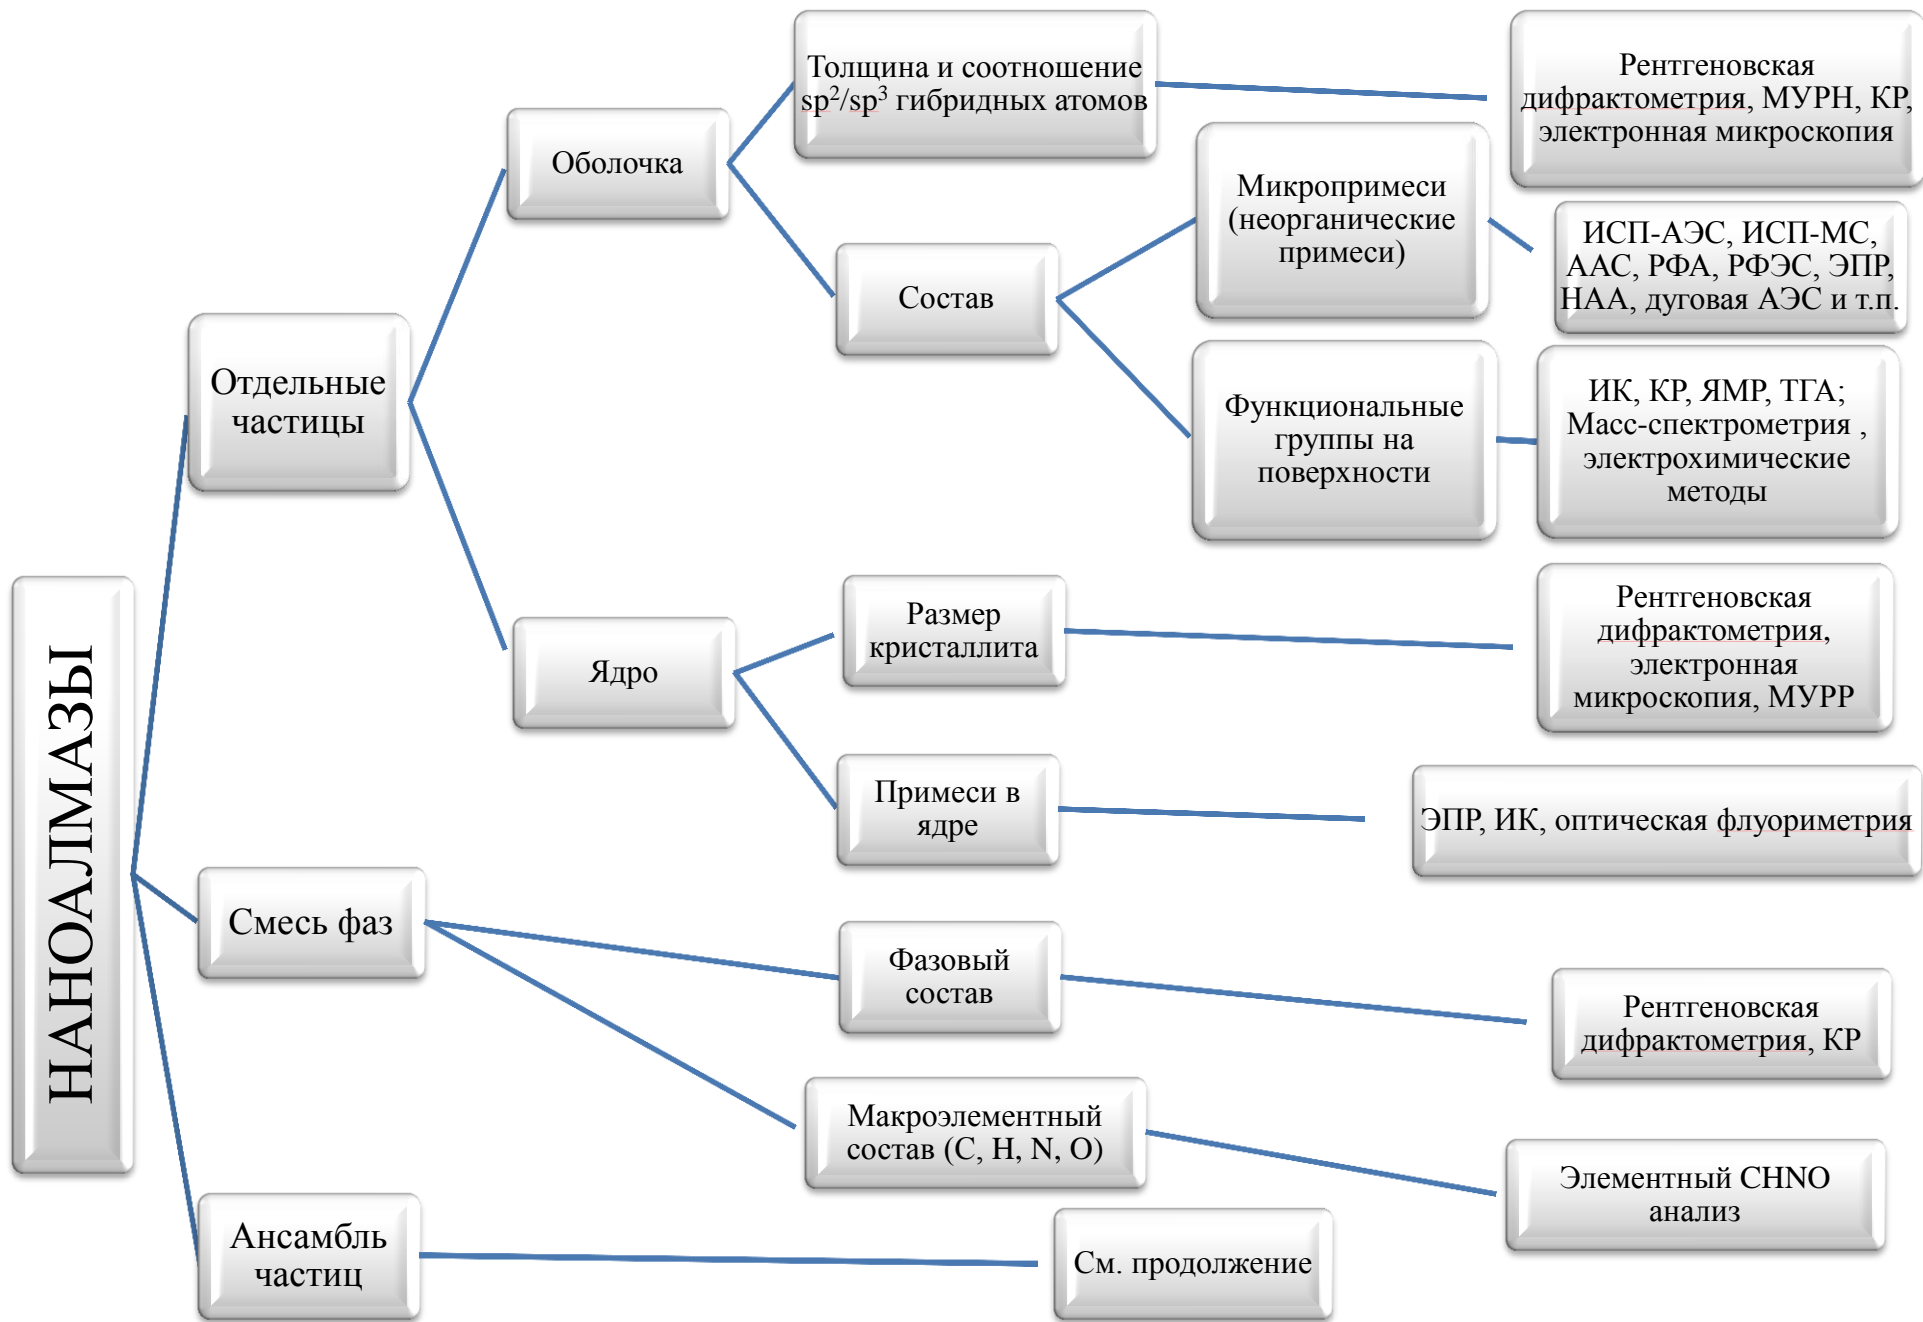 НАНОАЛМАЗЫ
Отдельные
частицы
Оболочка
Толщина и соотношение
sp²/sp³ гибридных атомов
Рентгеновская
дифрактометрия, МУРН, КР,
электронная микроскопия
Состав
Микропримеси
(неорганические
примеси)
ИСП-АЭС, ИСП-МС,
ААС, РФА, РФЭС, ЭПР,
НАА, дуговая АЭС и т.п.
Функциональные
группы на
поверхности
ИК, КР, ЯМР, ТГА;
Масс-спектрометрия ,
электрохимические
методы
Ядро
Размер
кристаллита
Рентгеновская
дифрактометрия,
электронная
микроскопия, МУРР
Примеси в
ядре
ЭПР, ИК, оптическая флуориметрия
Смесь фаз
Фазовый
состав
Рентгеновская
дифрактометрия, КР
Макроэлементный
состав (C, H, N, O)
Элементный CHNO
анализ
Ансамбль
частиц
См. продолжение